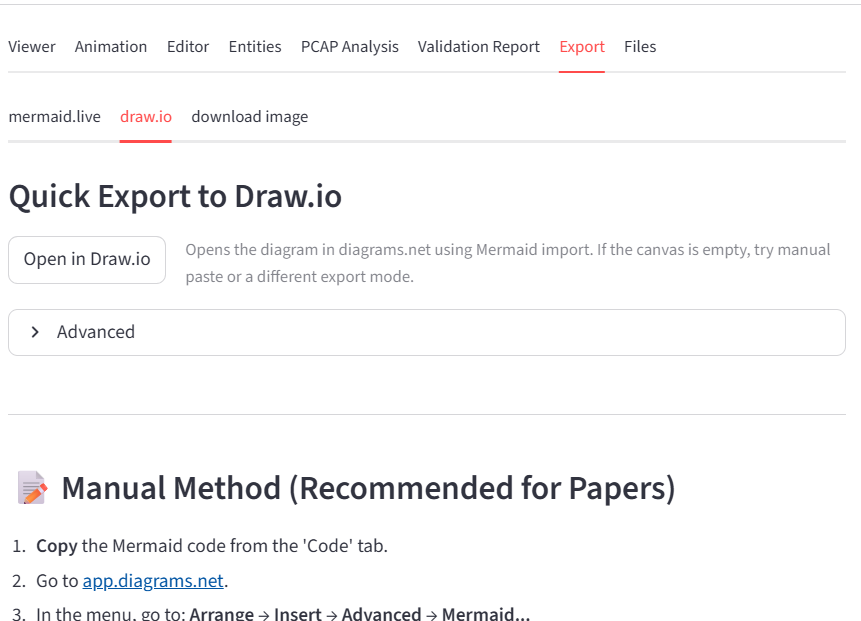 Viewer Animation Editor Entities PCAP Analysis Validation Report Export Files
mermaid.live draw.io download image
Quick Export to Draw.io
Open in Draw.io
Opens the diagram in diagrams.net using Mermaid import. If the canvas is empty, try manual
paste or a different export mode.
Advanced
Manual Method (Recommended for Papers)
1. Copy the Mermaid code from the 'Code' tab.
2. Go to app.diagrams.net.
3. In the menu, go to: Arrange → Insert → Advanced → Mermaid...